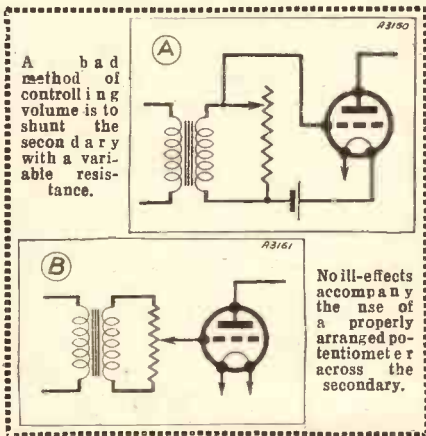 A3150
A
A bad
method of
controlling
volume is to
shunt the
secondary
with a vari-
able resis-
tance.
A3161
B
No ill-effects
accompany
the use of
a properly
arranged po-
tentiometer
across the
secondary.